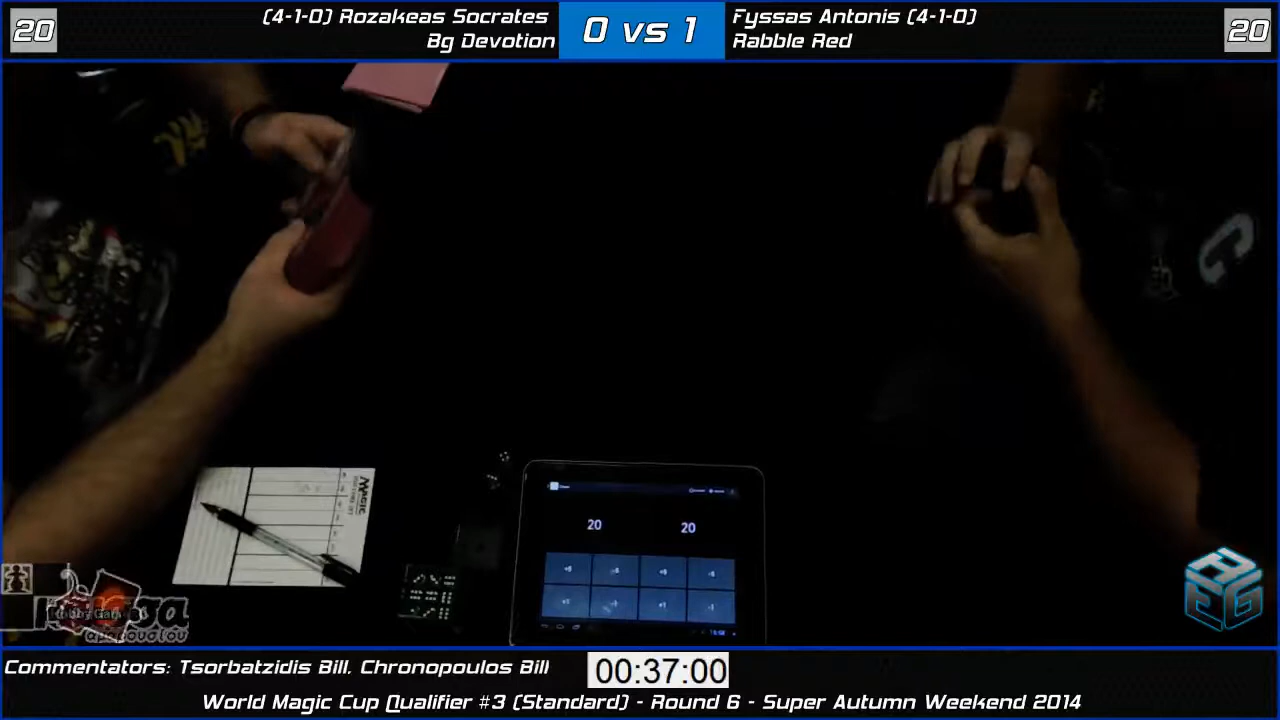 20
(4-1-0) Rozakeas Socrates
Bg Devotion
0 vs 1
Fyssas Antonis (4-1-0)
Rabble Red
20
C
MAGIC
20 20
AEG
Commentators: Tsorbatzidis Bill, Chronopoulos Bill
00:37:00
World Magic Cup Qualifier #3 (Standard) - Round 6 - Super Autumn Weekend 2014